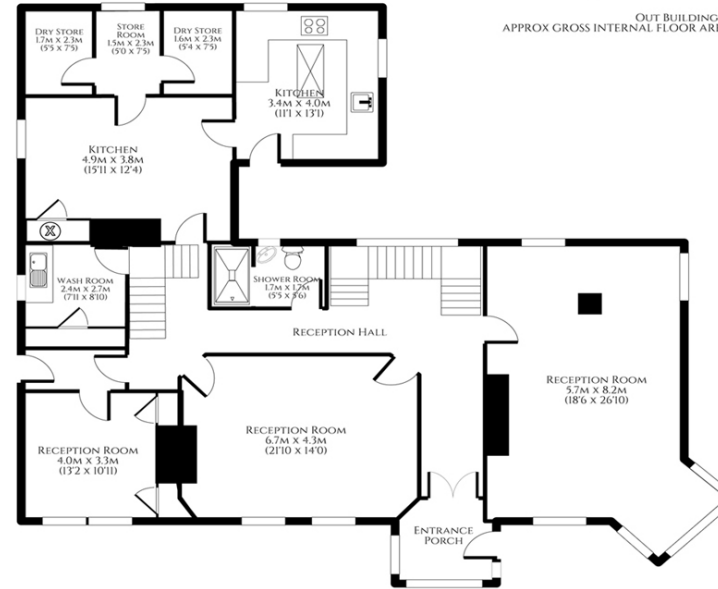 Out Building
approx gross internal floor are
Dry Store
1.7m x 2.3m
(5'5 x 7'5)
Store
Room
1.5m x 2.3m
(5'0 x 7'5)
Dry Store
1.6m x 2.3m
(5'4 x 7'5)
Kitchen
3.4m x 4.0m
(11'1 x 13'1)
Kitchen
4.9m x 3.8m
(15'11 x 12'4)
Wash Room
2.4m x 2.7m
(7'11 x 8'10)
Shower Room
1.7m x 1.7m
(5'5 x 5'6)
Reception Hall
Reception Room
5.7m x 8.2m
(18'6 x 26'10)
Reception Room
6.7m x 4.3m
(21'10 x 14'0)
Reception Room
4.0m x 3.3m
(13'2 x 10'11)
Entrance
Porch